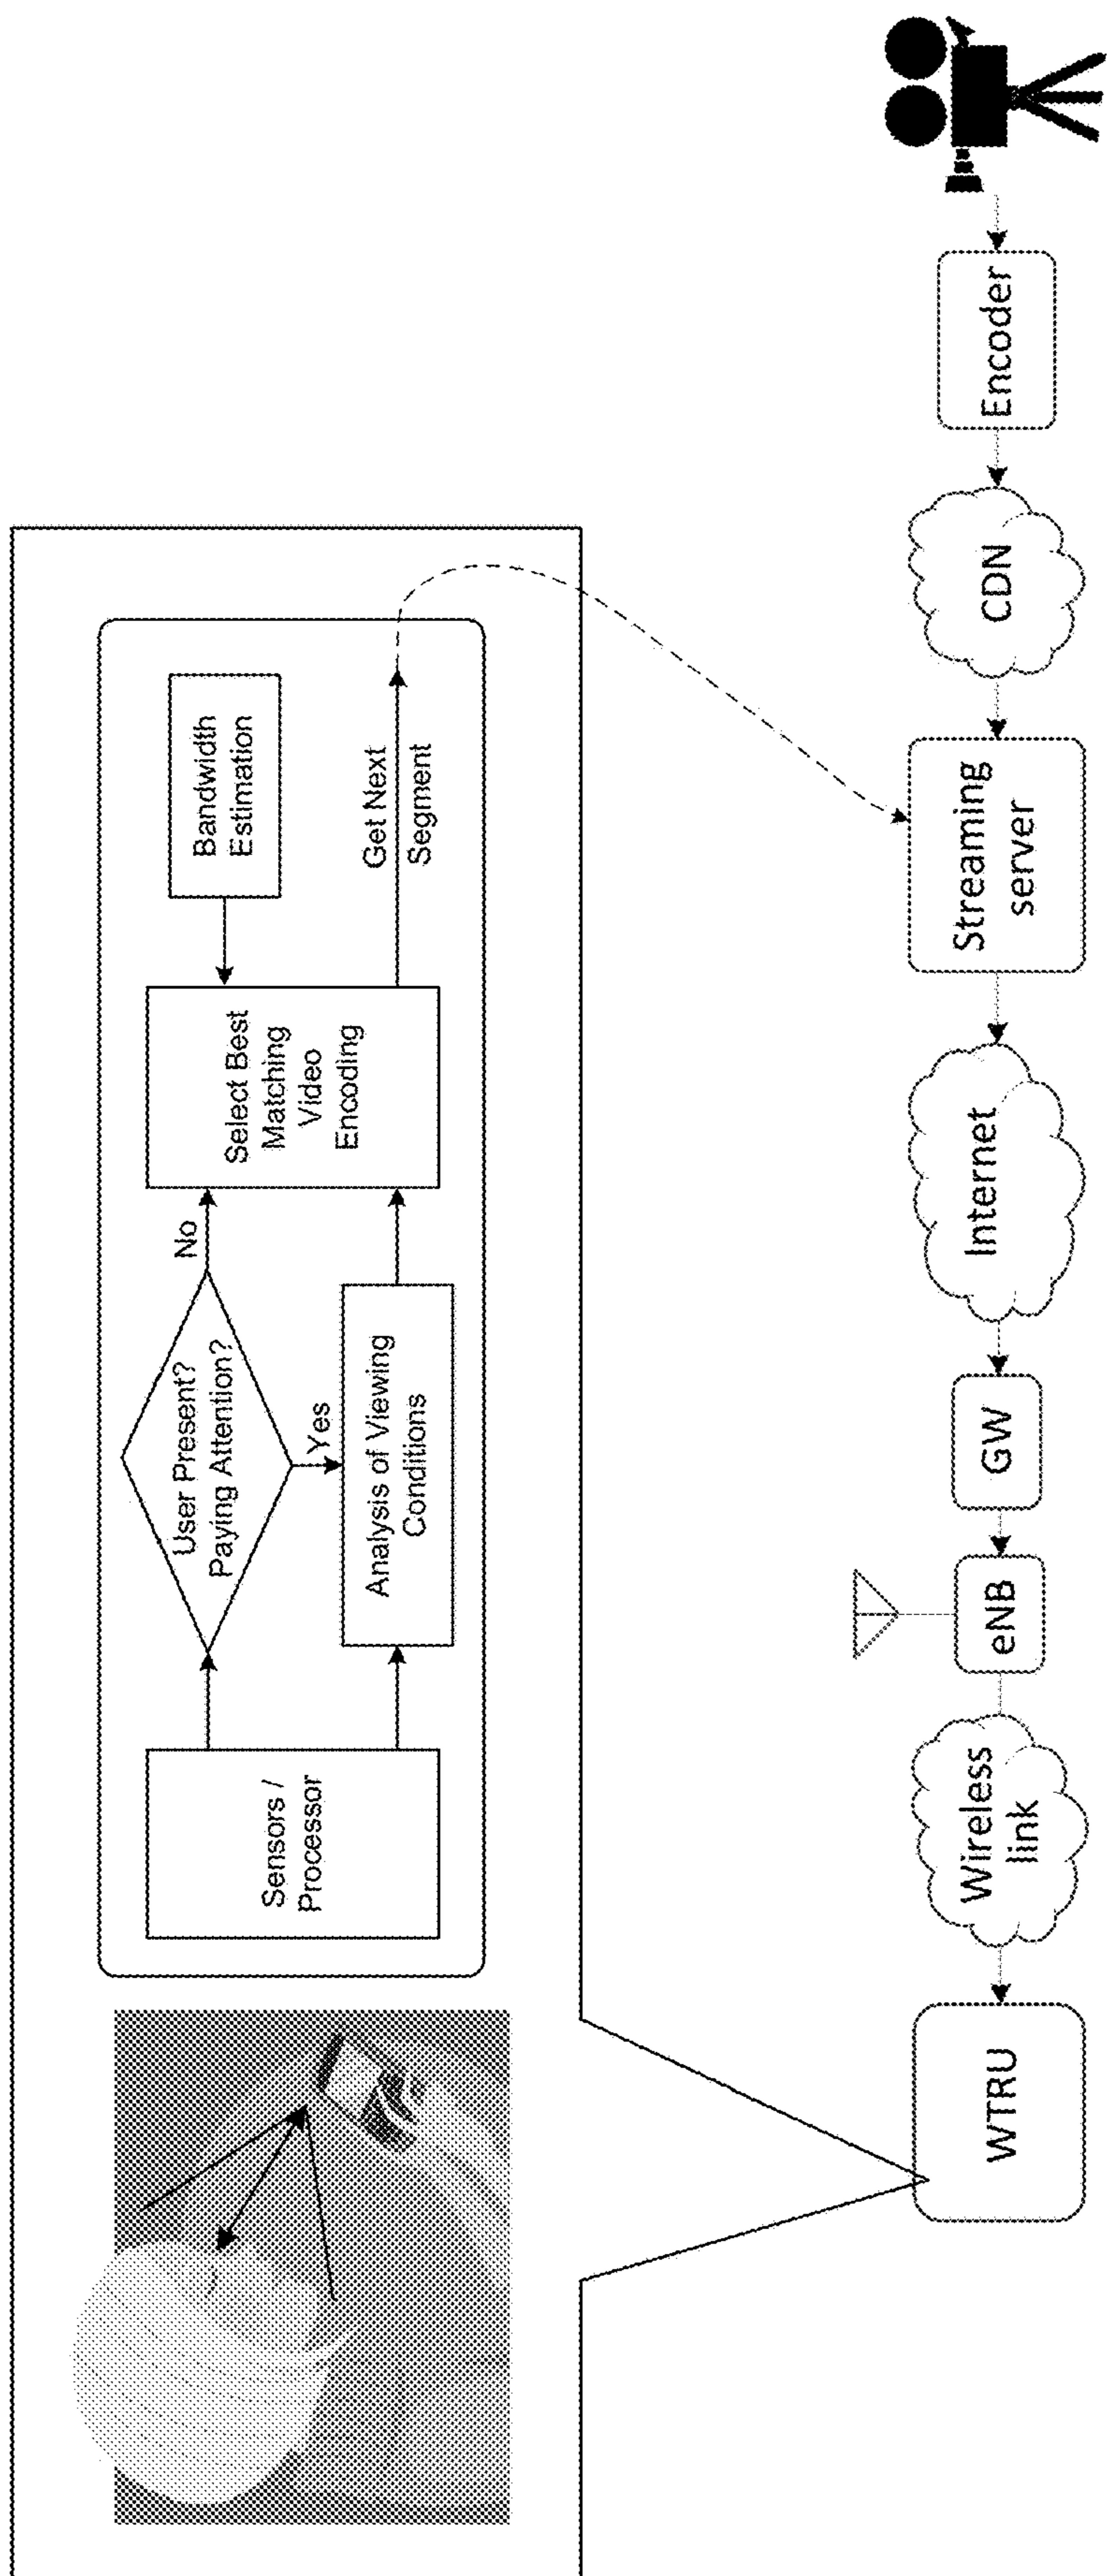 Sensors /
Processor
User Present?
Paying Attention?
No
Yes
Analysis of Viewing
Conditions
Select Best
Matching
Video
Encoding
Bandwidth
Estimation
Get Next
Segment
WTRU
Wireless
link
eNB
GW
Internet
Streaming
server
CDN
Encoder